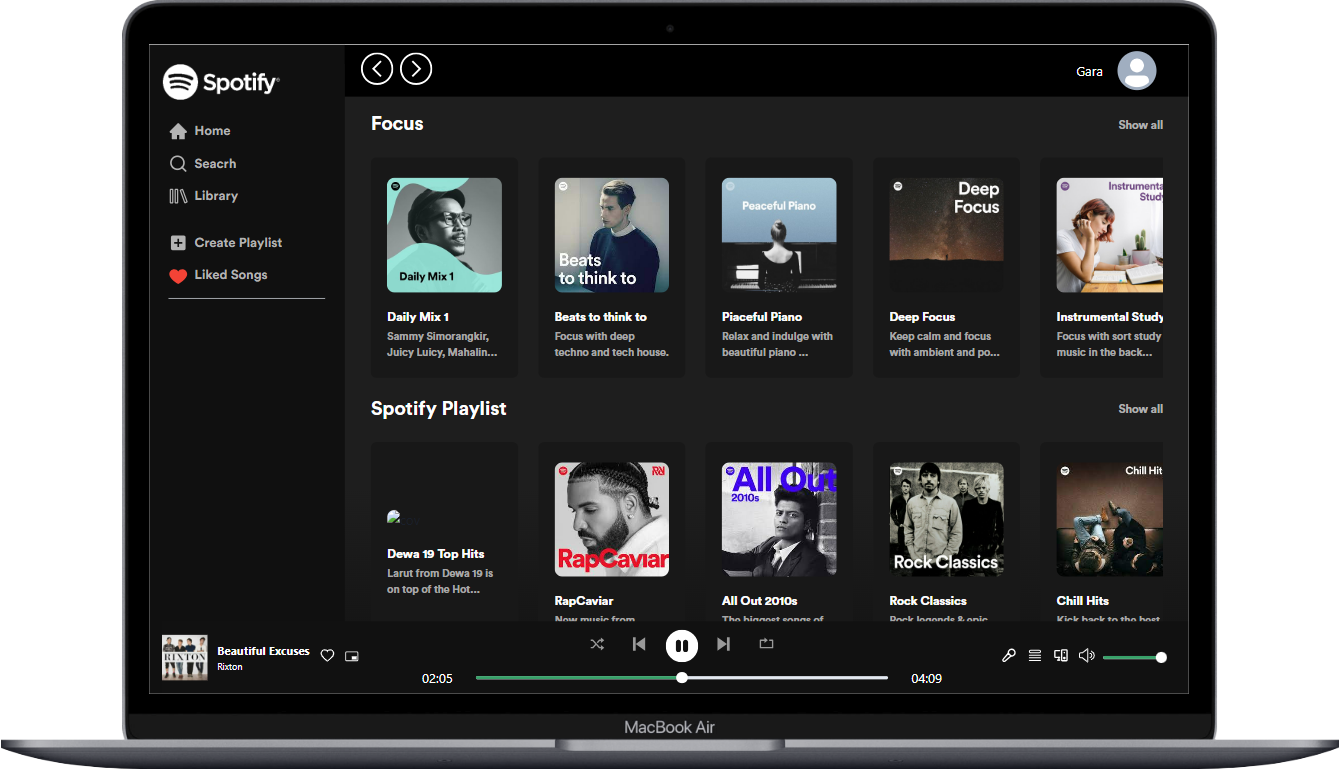 Spotify
Home
Seacrh
Library
Create Playlist
Liked Songs
Gara
Focus
Show all
Daily Mix 1
Beats
to think to
Peaceful Piano
Deep
Focus
Instrumenta
Study
Daily Mix 1
Sammy Simorangkir,
Juicy Luicy, Mahalin...
Beats to think to
Focus with deep
techno and tech house.
Piaceful Piano
Relax and indulge with
beautiful piano ...
Deep Focus
Keep calm and focus
with ambient and po...
Instrumental Study
Focus with sort study
music in the back...
Spotify Playlist
Show all
RapCaviar
All Out
2010s
Rock Classics
Chill Hit
Dewa 19 Top Hits
Larut from Dewa 19 is
on top of the Hot...
RapCaviar
New music from
All Out 2010s
The biggest songs of
Rock Classics
Rock legends & epic
Chill Hits
Kick back to the best
RIXTON
Beautiful Excuses
Rixton
02:05
04:09
MacBook Air